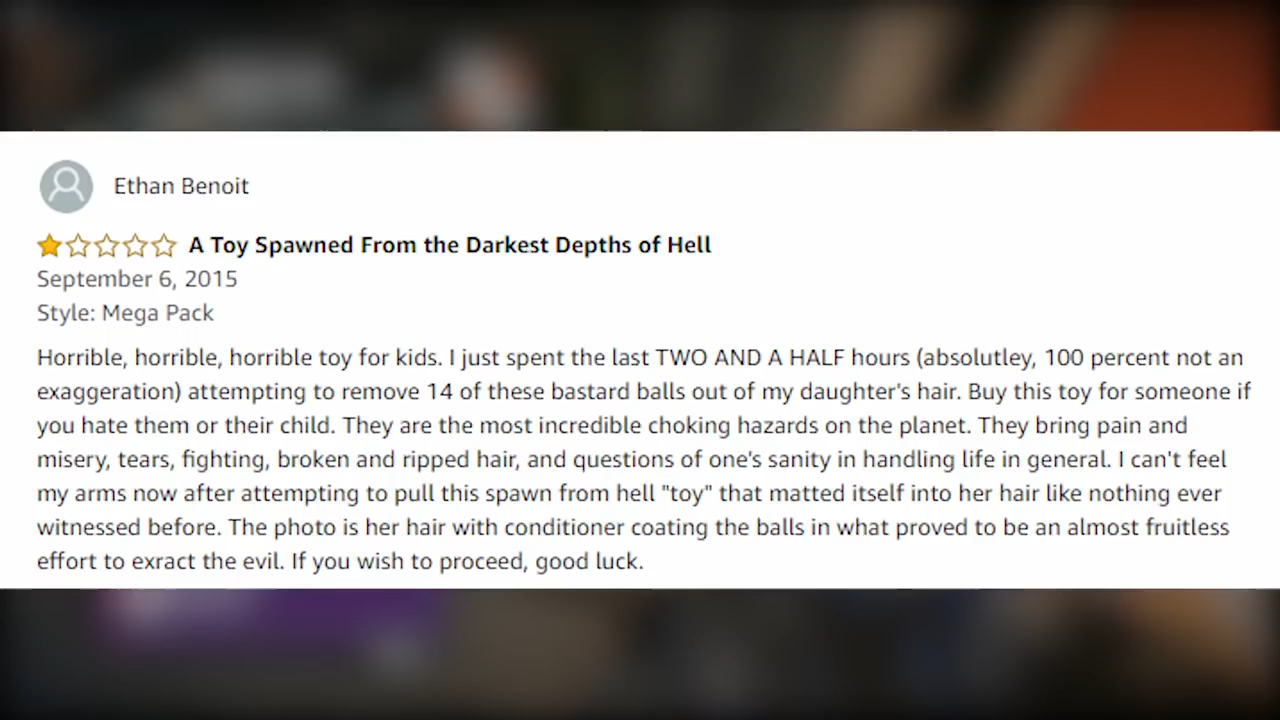 Ethan Benoit
A Toy Spawned From the Darkest Depths of Hell
September 6, 2015
Style: Mega Pack
Horrible, horrible, horrible toy for kids. I just spent the last TWO AND A HALF hours (absolutley, 100 percent not an
exaggeration) attempting to remove 14 of these bastard balls out of my daughter's hair. Buy this toy for someone if
you hate them or their child. They are the most incredible choking hazards on the planet. They bring pain and
misery, tears, fighting, broken and ripped hair, and questions of one's sanity in handling life in general. I can't feel
my arms now after attempting to pull this spawn from hell "toy" that matted itself into her hair like nothing ever
witnessed before. The photo is her hair with conditioner coating the balls in what proved to be an almost fruitless
effort to exract the evil. If you wish to proceed, good luck.